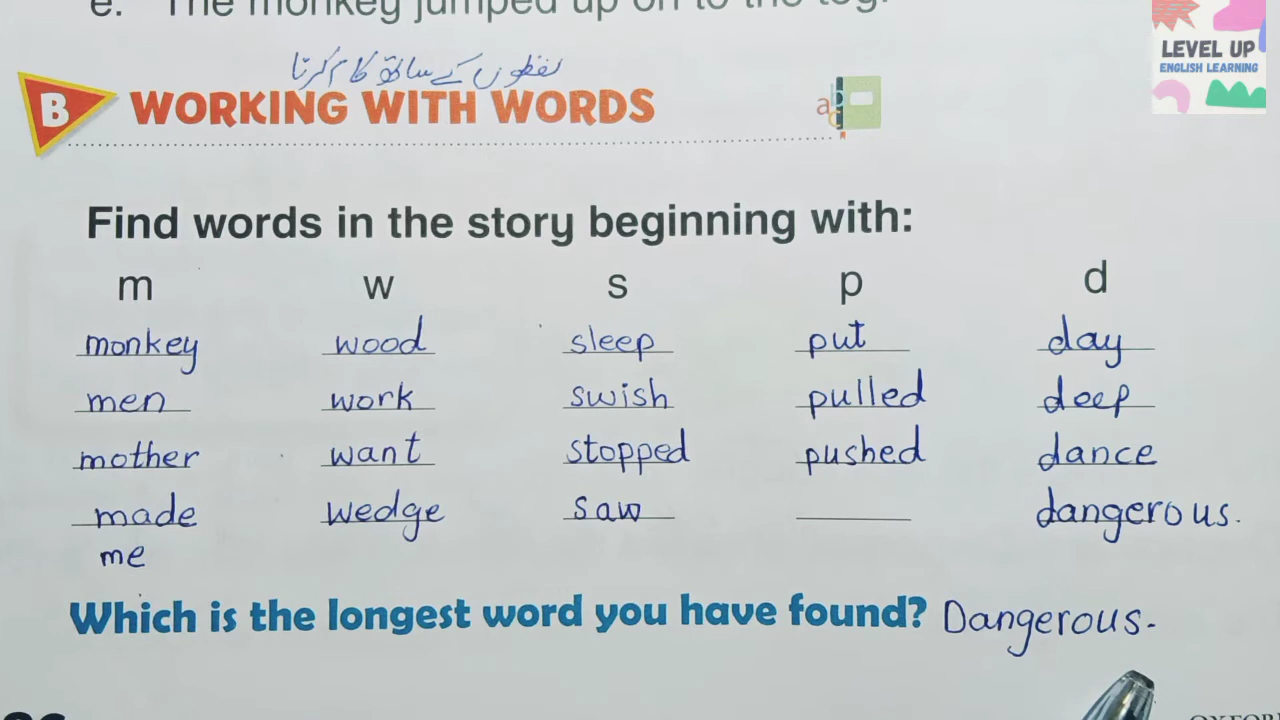 e. The monkey jumped up on to the log.
لفظوں کے ساتھ کام کرنا
LEVEL UP
ENGLISH LEARNING
B WORKING WITH WORDS
Find words in the story beginning with:
m w s p d
monkey wood sleep put day
men work swish pulled deep
mother want stopped pushed dance
made wedge saw dangerous.
me
Which is the longest word you have found? Dangerous.